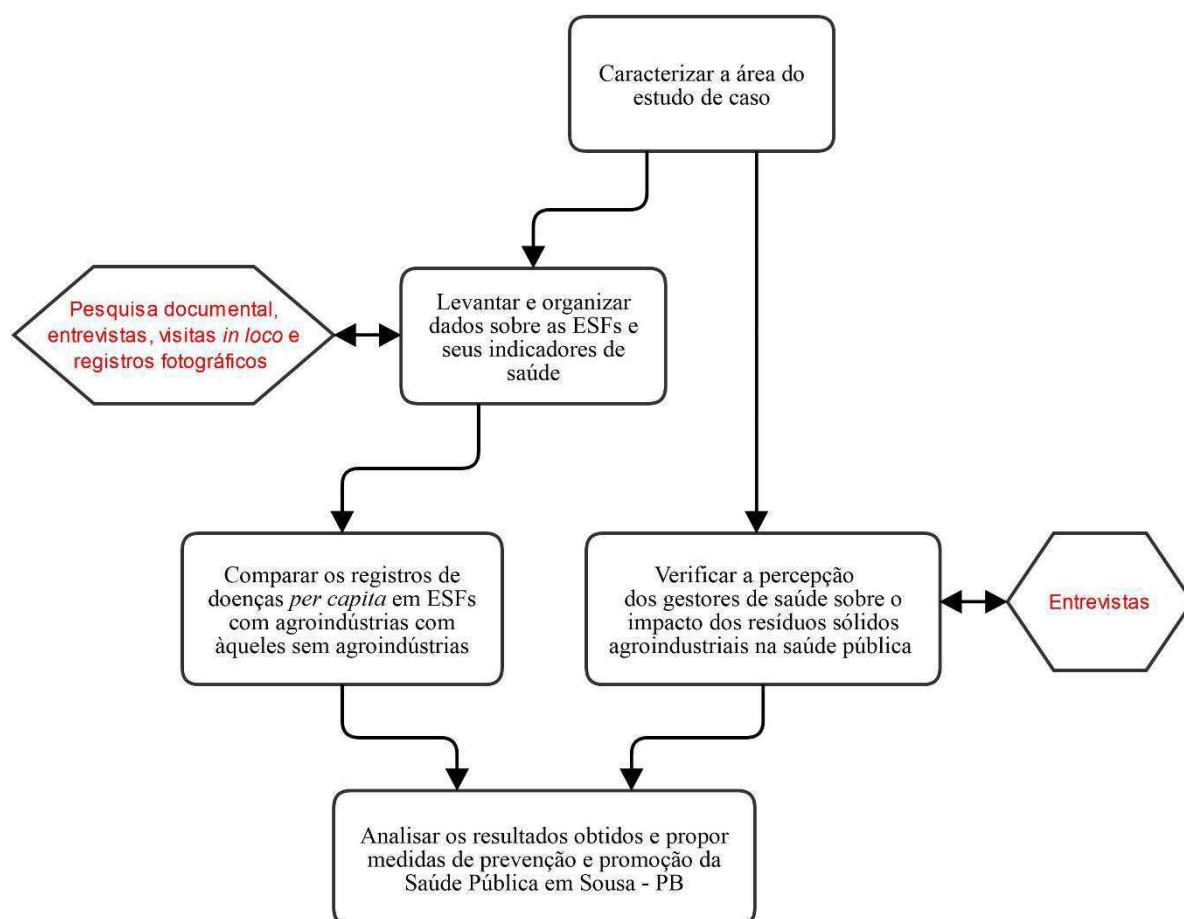 Caracterizar a área do
estudo de caso
Pesquisa documental,
entrevistas, visitas in loco e
registros fotográficos
Levantar e organizar
dados sobre as ESFs e
seus indicadores de
saúde
Comparar os registros de
doenças per capita em ESFs
com agroindústrias com
àqueles sem agroindústrias
Verificar a percepção
dos gestores de saúde sobre o
impacto dos resíduos sólidos
agroindustriais na saúde pública
Entrevistas
Analisar os resultados obtidos e propor
medidas de prevenção e promoção da
Saúde Pública em Sousa - PB